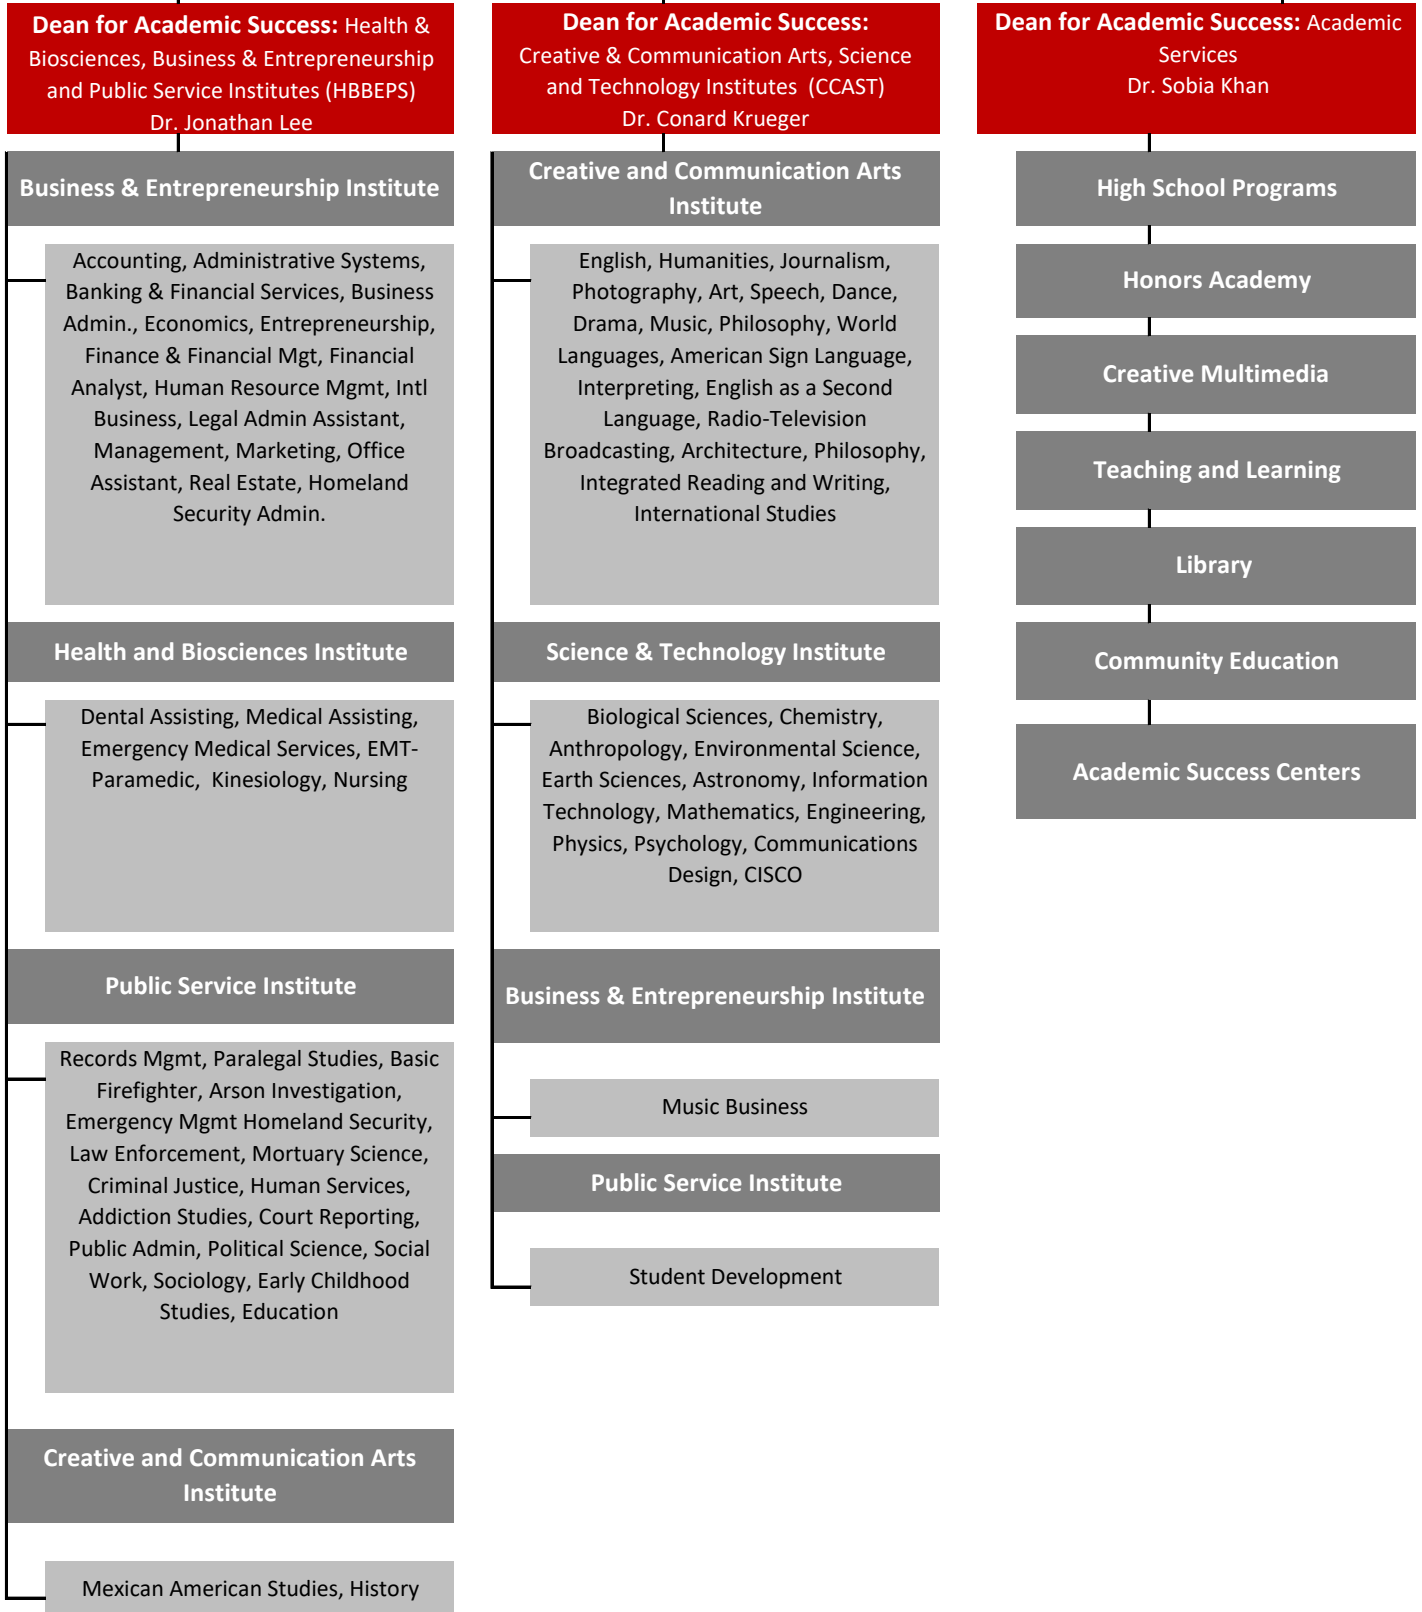 Dean for Academic Success: Health &
Biosciences, Business & Entrepreneurship
and Public Service Institutes (HBBEPS)
Dr. Jonathan Lee
Business & Entrepreneurship Institute
Accounting, Administrative Systems,
Banking & Financial Services, Business
Admin., Economics, Entrepreneurship,
Finance & Financial Mgt, Financial
Analyst, Human Resource Mgmt, Intl
Business, Legal Admin Assistant,
Management, Marketing, Office
Assistant, Real Estate, Homeland
Security Admin.
Health and Biosciences Institute
Dental Assisting, Medical Assisting,
Emergency Medical Services, EMT-
Paramedic,  Kinesiology, Nursing
Public Service Institute
Records Mgmt, Paralegal Studies, Basic
Firefighter, Arson Investigation,
Emergency Mgmt Homeland Security,
Law Enforcement, Mortuary Science,
Criminal Justice, Human Services,
Addiction Studies, Court Reporting,
Public Admin, Political Science, Social
Work, Sociology, Early Childhood
Studies, Education
Creative and Communication Arts
Institute
Mexican American Studies, History
Dean for Academic Success:
Creative & Communication Arts, Science
and Technology Institutes  (CCAST)
Dr. Conard Krueger
Creative and Communication Arts
Institute
English, Humanities, Journalism,
Photography, Art, Speech, Dance,
Drama, Music, Philosophy, World
Languages, American Sign Language,
Interpreting, English as a Second
Language, Radio-Television
Broadcasting, Architecture, Philosophy,
Integrated Reading and Writing,
International Studies
Science & Technology Institute
Biological Sciences, Chemistry,
Anthropology, Environmental Science,
Earth Sciences, Astronomy, Information
Technology, Mathematics, Engineering,
Physics, Psychology, Communications
Design, CISCO
Business & Entrepreneurship Institute
Music Business
Public Service Institute
Student Development
Dean for Academic Success: Academic
Services
Dr. Sobia Khan
High School Programs
Honors Academy
Creative Multimedia
Teaching and Learning
Library
Community Education
Academic Success Centers